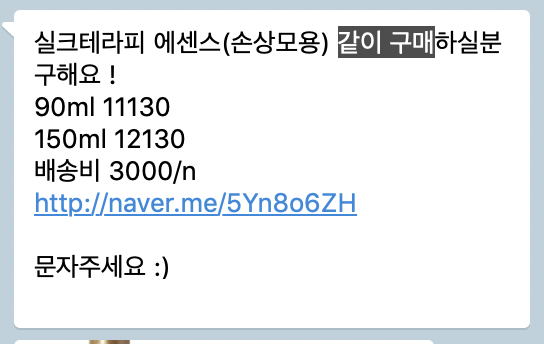 실크테라피 에센스(손상모용) 같이 구매하실분
구해요 !
90ml 11130
150ml 12130
배송비 3000/n
http://naver.me/5Yn8o6ZH
문자주세요 :)